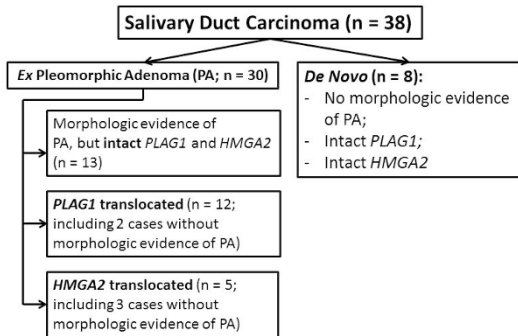 Salivary Duct Carcinoma (n = 38)
Ex Pleomorphic Adenoma (PA; n = 30)
Morphologic evidence of
PA, but intact PLAG1 and HMGA2
(n = 13)
PLAG1 translocated (n = 12;
including 2 cases without
morphologic evidence of PA)
HMGA2 translocated (n = 5;
including 3 cases without
morphologic evidence of PA)
De Novo (n = 8):
- No morphologic evidence
of PA;
- Intact PLAG1;
- Intact HMGA2